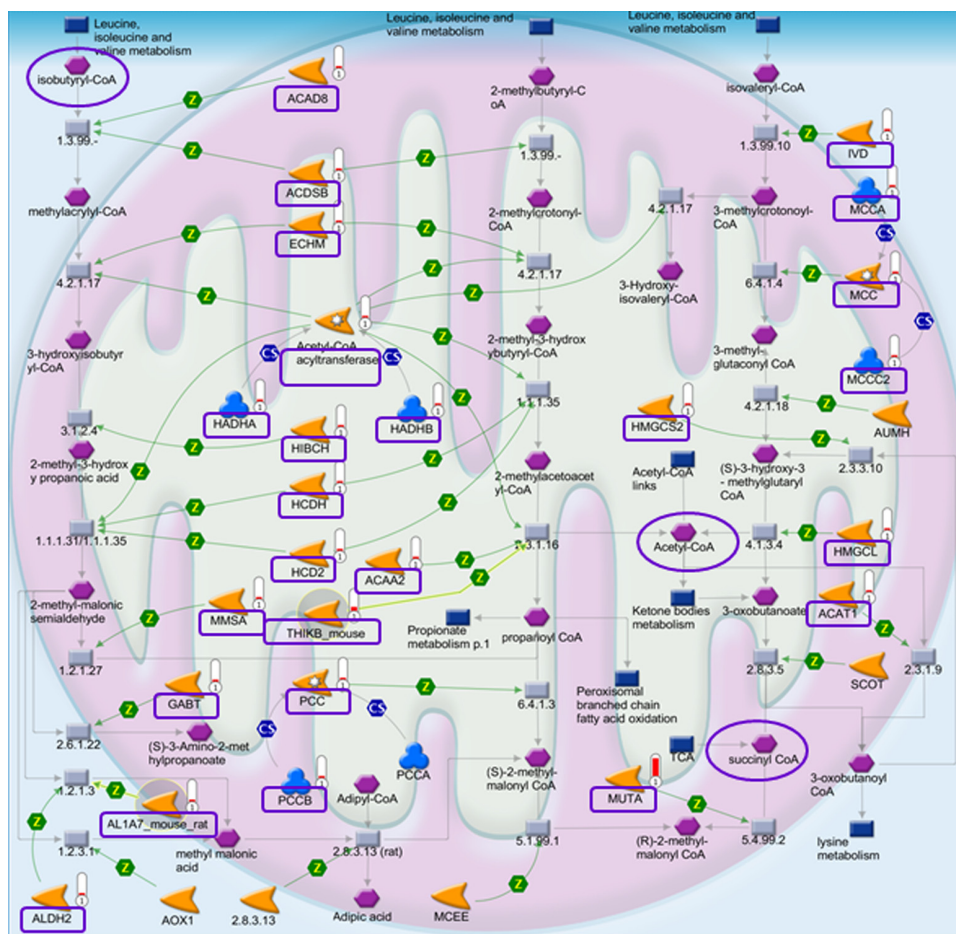 Leucine,
isoleucine and
valine metabolism
Leucine, isoleucine and
valine metabolism
Leucine, isoleucine and
valine metabolism
isobutyryl-CoA
ACAD8
2-methylbutyryl-C
oA
isovaleryl-CoA
1.3.99.-
1.3.99.-
1.3.99.10
IVD
ACDSB
MCCA
methylacrylyl-CoA
ECHM
2-methylcrotonyl-
CoA
4.2.1.17
3-methylcrotonoyl-
CoA
4.2.1.17
4.2.1.17
3-Hydroxy-
isovaleryl-CoA
6.4.1.4
MCC
Acetyl-CoA
acyltransferase
3-hydroxyisobutyr
yl-CoA
2-methyl-3-hydrox
ybutyryl-CoA
3-methyl-
glutaconyl CoA
MCCC2
HADHA
HADHB
1.1.1.35
4.2.1.18
HMGCS2
AUMH
3.1.2.4
HIBCH
2-methyl-3-hydrox
y propanoic acid
2-methylacetoacet
yl-CoA
Acetyl-CoA
links
(S)-3-hydroxy-3
- methylglutaryl
CoA
2.3.3.10
HCDH
1.1.1.31/1.1.1.35
HCD2
ACAA2
2.3.1.16
Acetyl-CoA
4.1.3.4
HMGCL
2-methyl-malonic
semialdehyde
MMSA
THIKB_mouse
Propionate
metabolism p.1
propanoyl CoA
Ketone bodies
metabolism
3-oxobutanoate
ACAT1
1.2.1.27
GABT
PCC
6.4.1.3
Peroxisomal
branched chain
fatty acid oxidation
2.8.3.5
SCOT
2.3.1.9
2.6.1.22
(S)-3-Amino-2-met
hylpropanoate
PCCB
PCCA
Adipyl-CoA
(S)-2-methyl-
malonyl CoA
TCA
succinyl CoA
MUTA
3-oxobutanoyl
CoA
1.2.1.3
AL1A7_mouse_rat
1.2.3.1
methyl malonic
acid
2.8.3.13 (rat)
5.1.99.1
(R)-2-methyl-
malonyl CoA
5.4.99.2
lysine
metabolism
ALDH2
AOX1
2.8.3.13
Adipic acid
MCEE